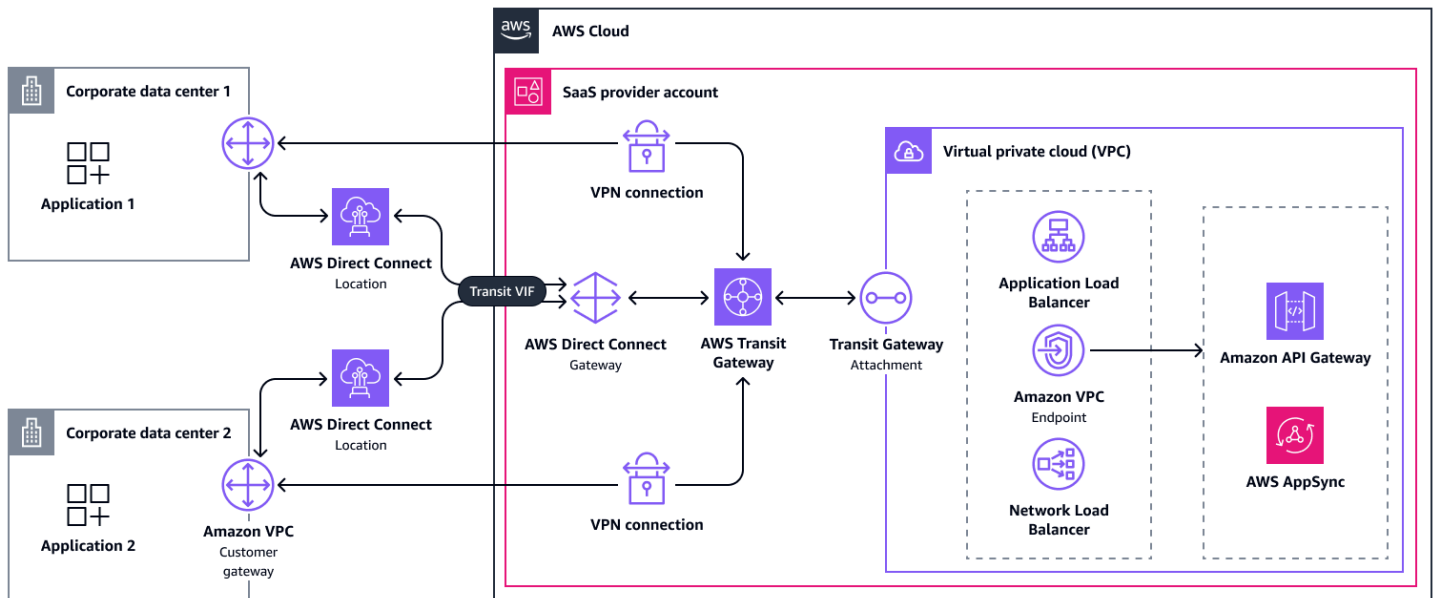 aws
AWS Cloud
Corporate data center 1
SaaS provider account
Virtual private cloud (VPC)
Application 1
VPN connection
AWS Direct Connect
Location
Transit VIF
Application Load
Balancer
AWS Direct Connect
Gateway
AWS Transit
Gateway
Transit Gateway
Attachment
Amazon API Gateway
Amazon VPC
Endpoint
AWS Direct Connect
Location
Corporate data center 2
AWS AppSync
Network Load
Balancer
Application 2
Amazon VPC
Customer
gateway
VPN connection